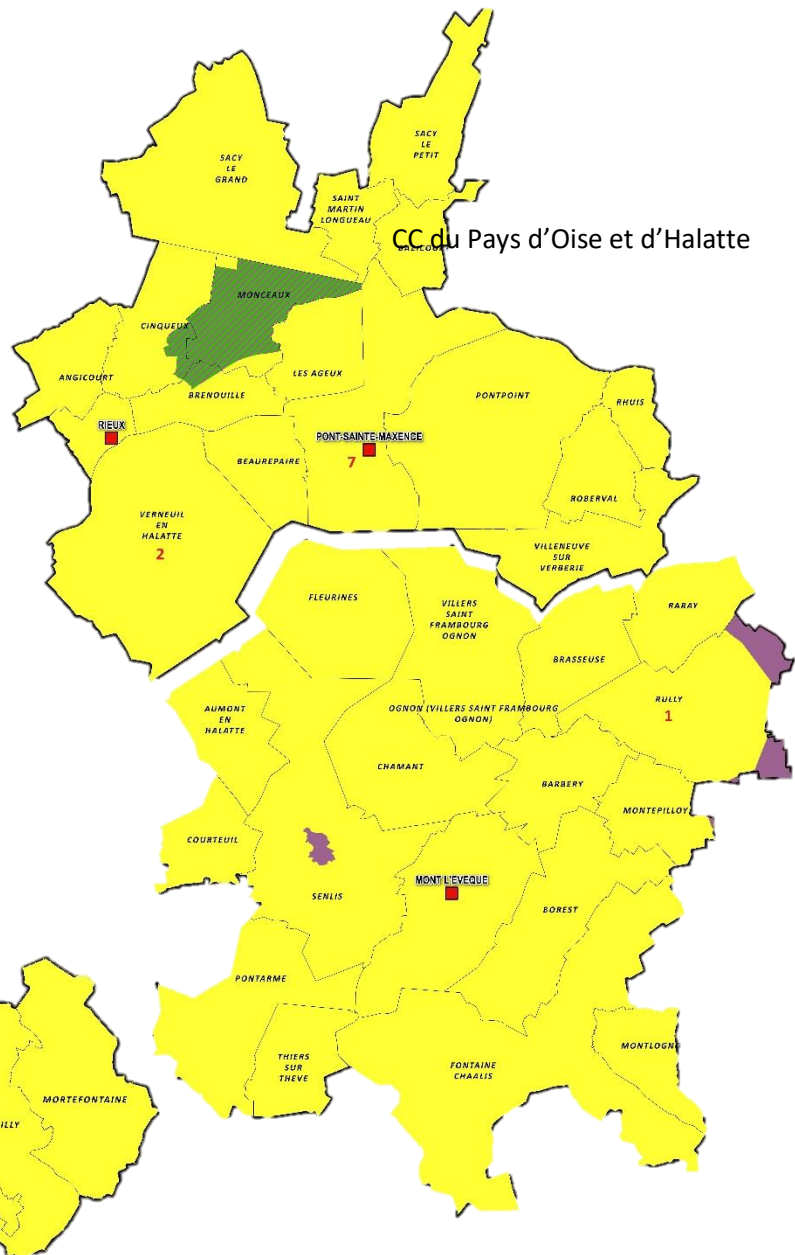 SACY
LE
PETIT
SACY
LE
GRAND
SAINT
MARTIN
LONGUEAU
CC du Pays d’Oise et d’Halatte
MONCEAUX
CINQUEUX
LES AGEUX
ANGICOURT
BRENOUILLE
PONTPOINT
RHUIS
RIEUX
PONT-SAINTE-MAXENCE
7
BEAUREPAIRE
ROBERVAL
VERNEUIL
EN
HALATTE
2
VILLENEUVE
SUR
VERBERIE
FLEURINES
VILLERS
SAINT
FRAMBOURG
OGNON
RARAY
BRASSEUSE
RULLY
1
AUMONT
EN
HALATTE
OGNON (VILLERS SAINT FRAMBOURG
OGNON)
CHAMANT
BARBERY
MONTEPILLOY
COURTEUIL
MONT L'EVEQUE
SENLIS
BOREST
PONTARME
MONTLOGNO
THIERS
SUR
THEVE
FONTAINE
CHAALIS
MORTEFONTAINE
ILLY